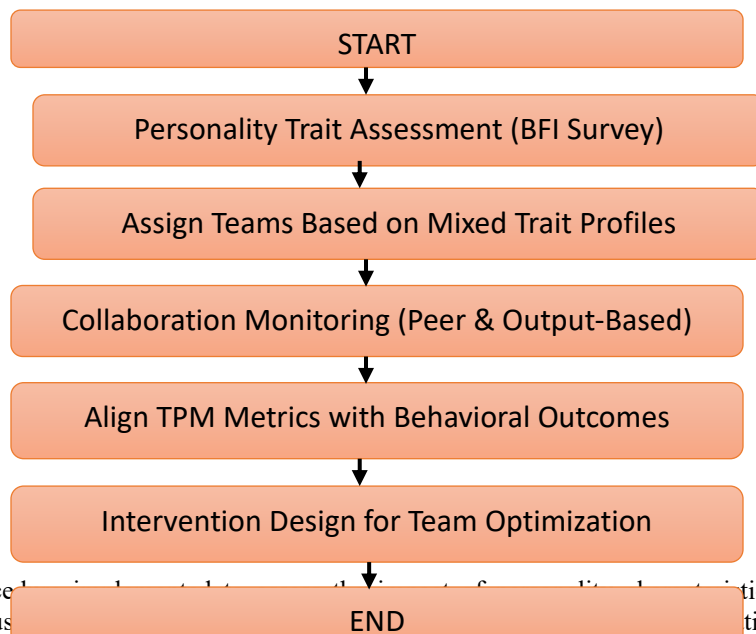 START
Personality Trait Assessment (BFI Survey)
Assign Teams Based on Mixed Trait Profiles
Collaboration Monitoring (Peer & Output-Based)
Align TPM Metrics with Behavioral Outcomes
Intervention Design for Team Optimization
END